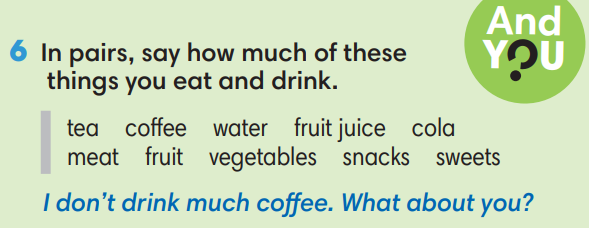 And
YOU
6 In pairs, say how much of these
things you eat and drink.
tea coffee water fruit juice cola
meat fruit vegetables snacks sweets
I don't drink much coffee. What about you?